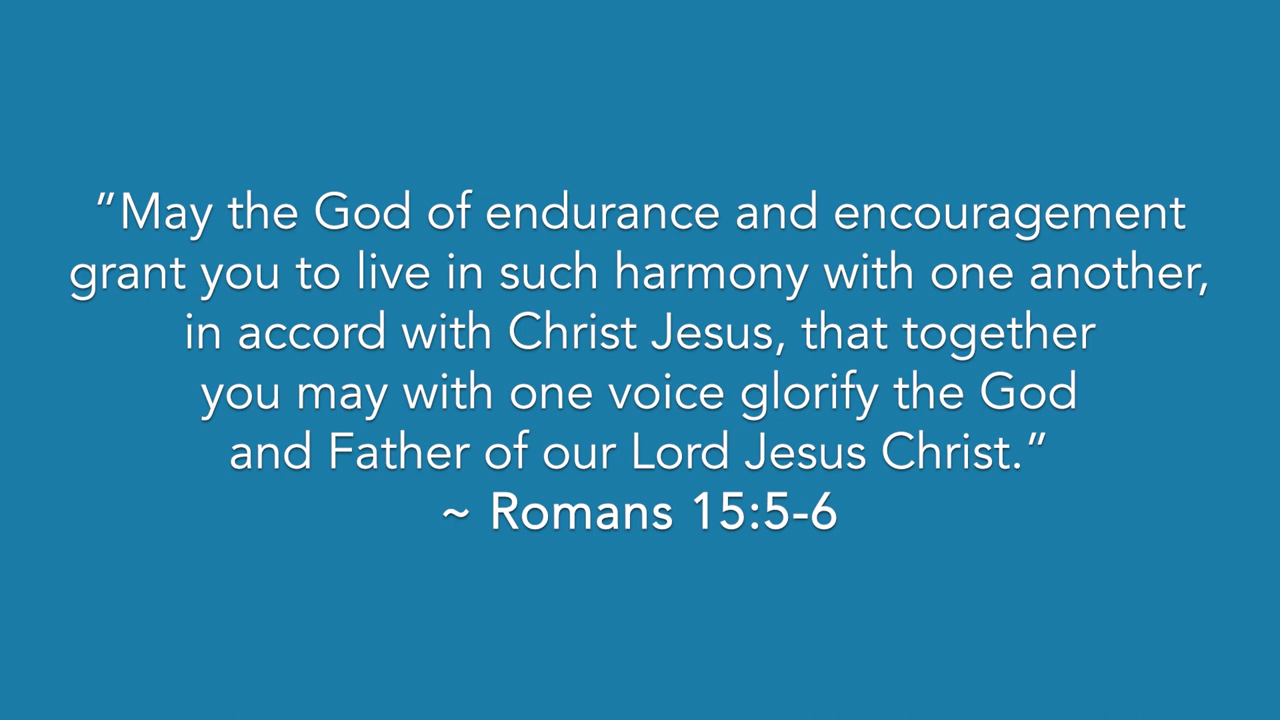 ”May the God of endurance and encouragement
grant you to live in such harmony with one another,
in accord with Christ Jesus, that together
you may with one voice glorify the God
and Father of our Lord Jesus Christ.”
~ Romans 15:5-6